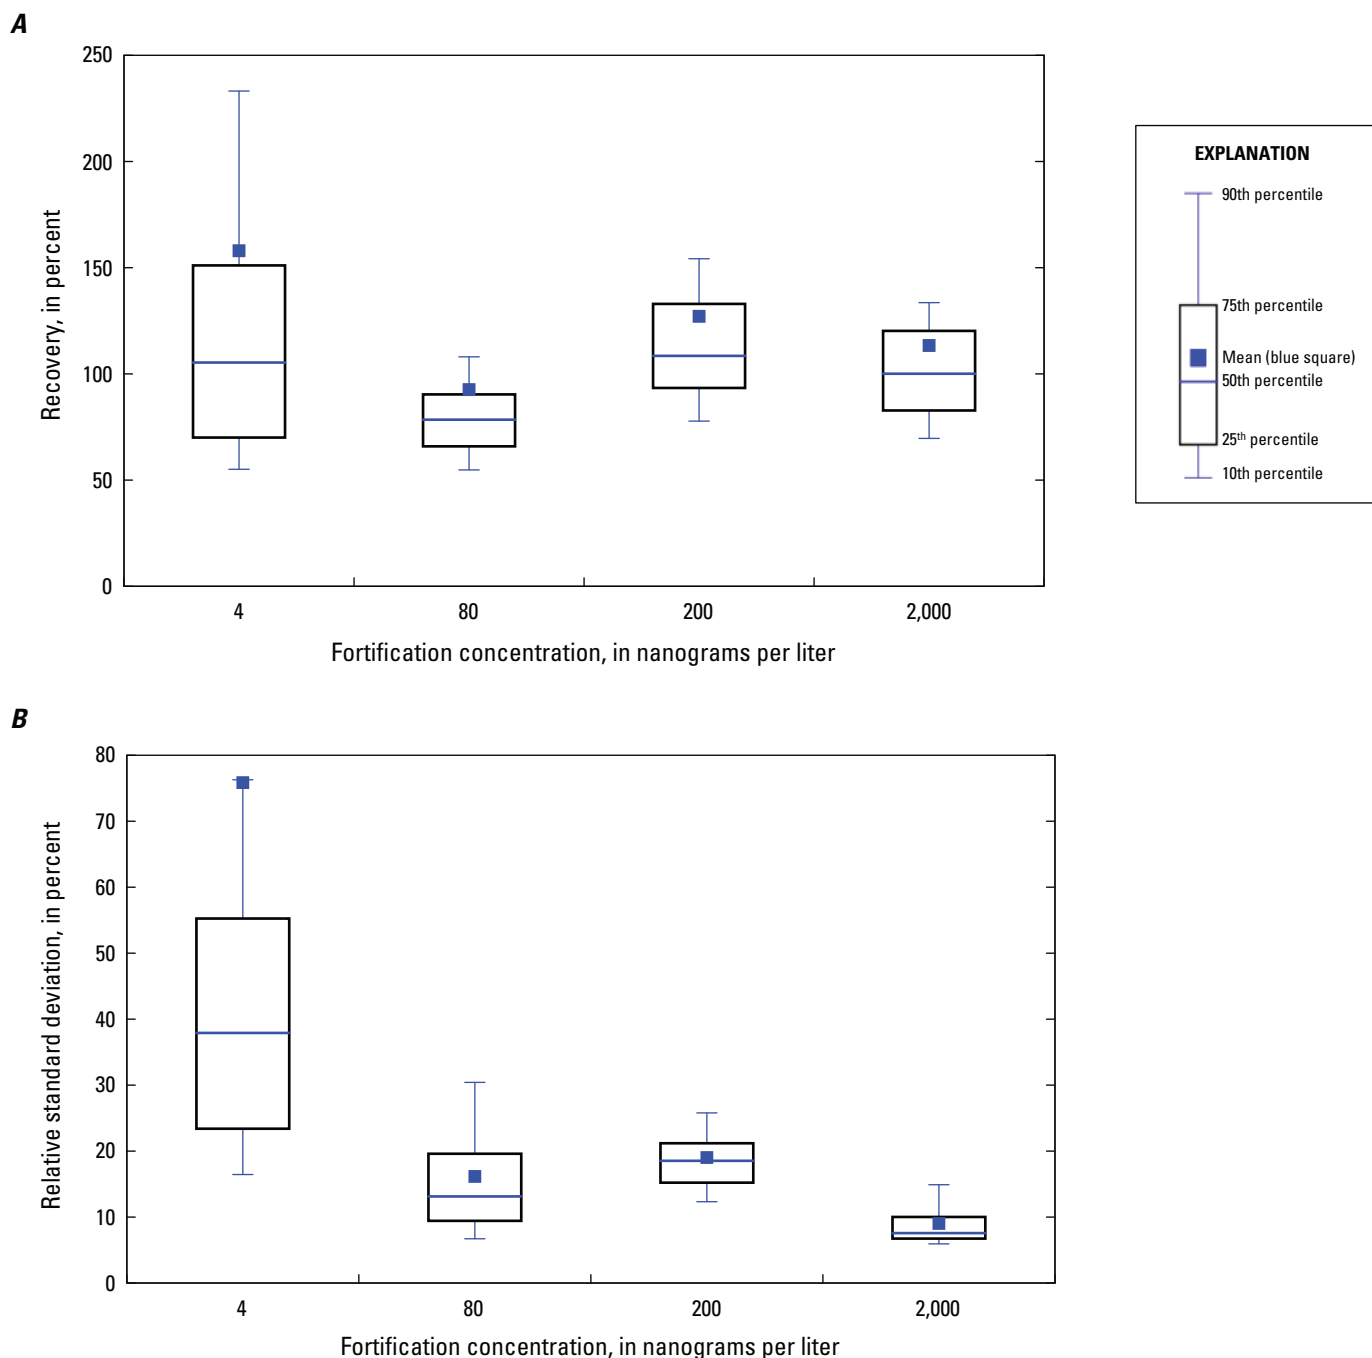 A
250
200
150
100
50
0
Recovery, in percent
4 80 200 2,000
Fortification concentration, in nanograms per liter
EXPLANATION
90th percentile
75th percentile
Mean (blue square)
50th percentile
25th percentile
10th percentile
B
80
70
60
50
40
30
20
10
0
Relative standard deviation, in percent
4 80 200 2,000
Fortification concentration, in nanograms per liter